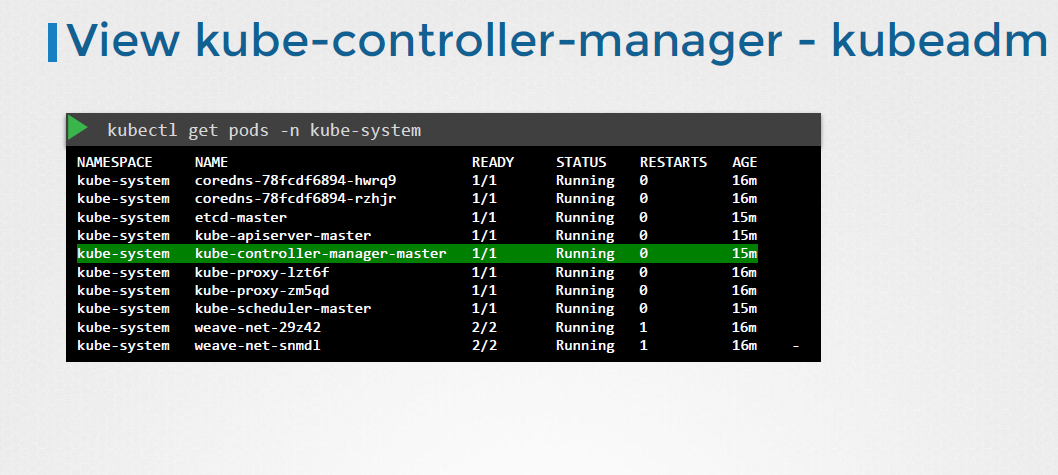 View kube-controller-manager - kubeadm
kubectl get pods -n kube-system
NAMESPACE NAME READY STATUS RESTARTS AGE
kube-system coredns-78fcdf6894-hwrq9 1/1 Running 0 16m
kube-system coredns-78fcdf6894-rzhjr 1/1 Running 0 16m
kube-system etcd-master 1/1 Running 0 15m
kube-system kube-apiserver-master 1/1 Running 0 15m
kube-system kube-controller-manager-master 1/1 Running 0 15m
kube-system kube-proxy-lzt6f 1/1 Running 0 16m
kube-system kube-proxy-zm5qd 1/1 Running 0 16m
kube-system kube-scheduler-master 1/1 Running 0 15m
kube-system weave-net-29z42 2/2 Running 1 16m
kube-system weave-net-snmdl 2/2 Running 1 16m -